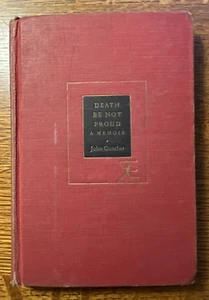 DEATH
BE NOT
PROUD
A MEMOIR
John Gunther